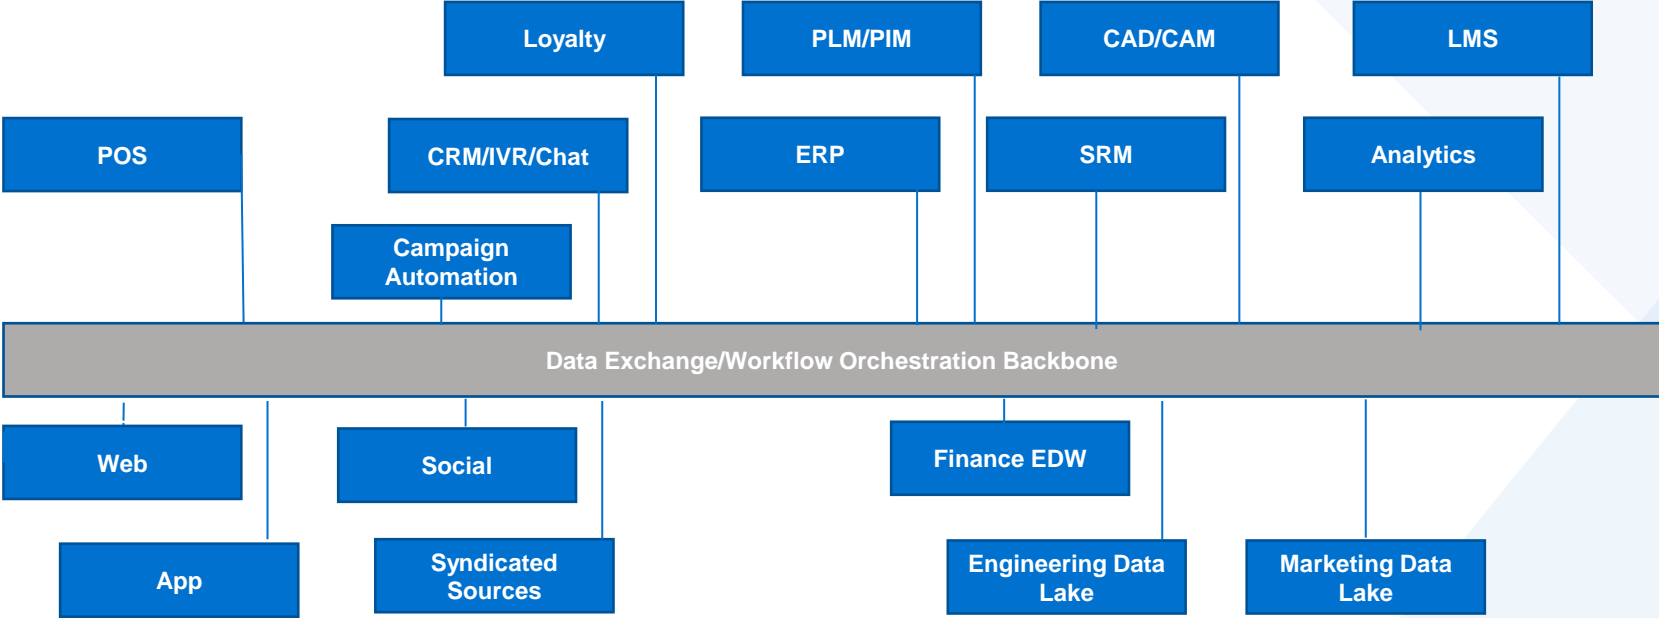 Loyalty
PLM/PIM
CAD/CAM
LMS
POS
CRM/IVR/Chat
ERP
SRM
Analytics
Campaign
Automation
Data Exchange/Workflow Orchestration Backbone
Web
Social
Finance EDW
App
Syndicated
Sources
Engineering Data
Lake
Marketing Data
Lake